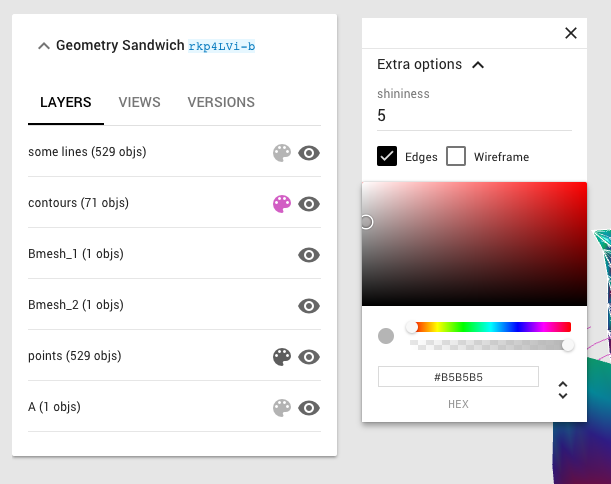 Geometry Sandwich rkp4LVi-b
LAYERS VIEWS VERSIONS
some lines (529 objs)
contours (71 objs)
Bmesh_1 (1 objs)
Bmesh_2 (1 objs)
points (529 objs)
A (1 objs)
Extra options
shininess
5
Edges Wireframe
#B5B5B5
HEX